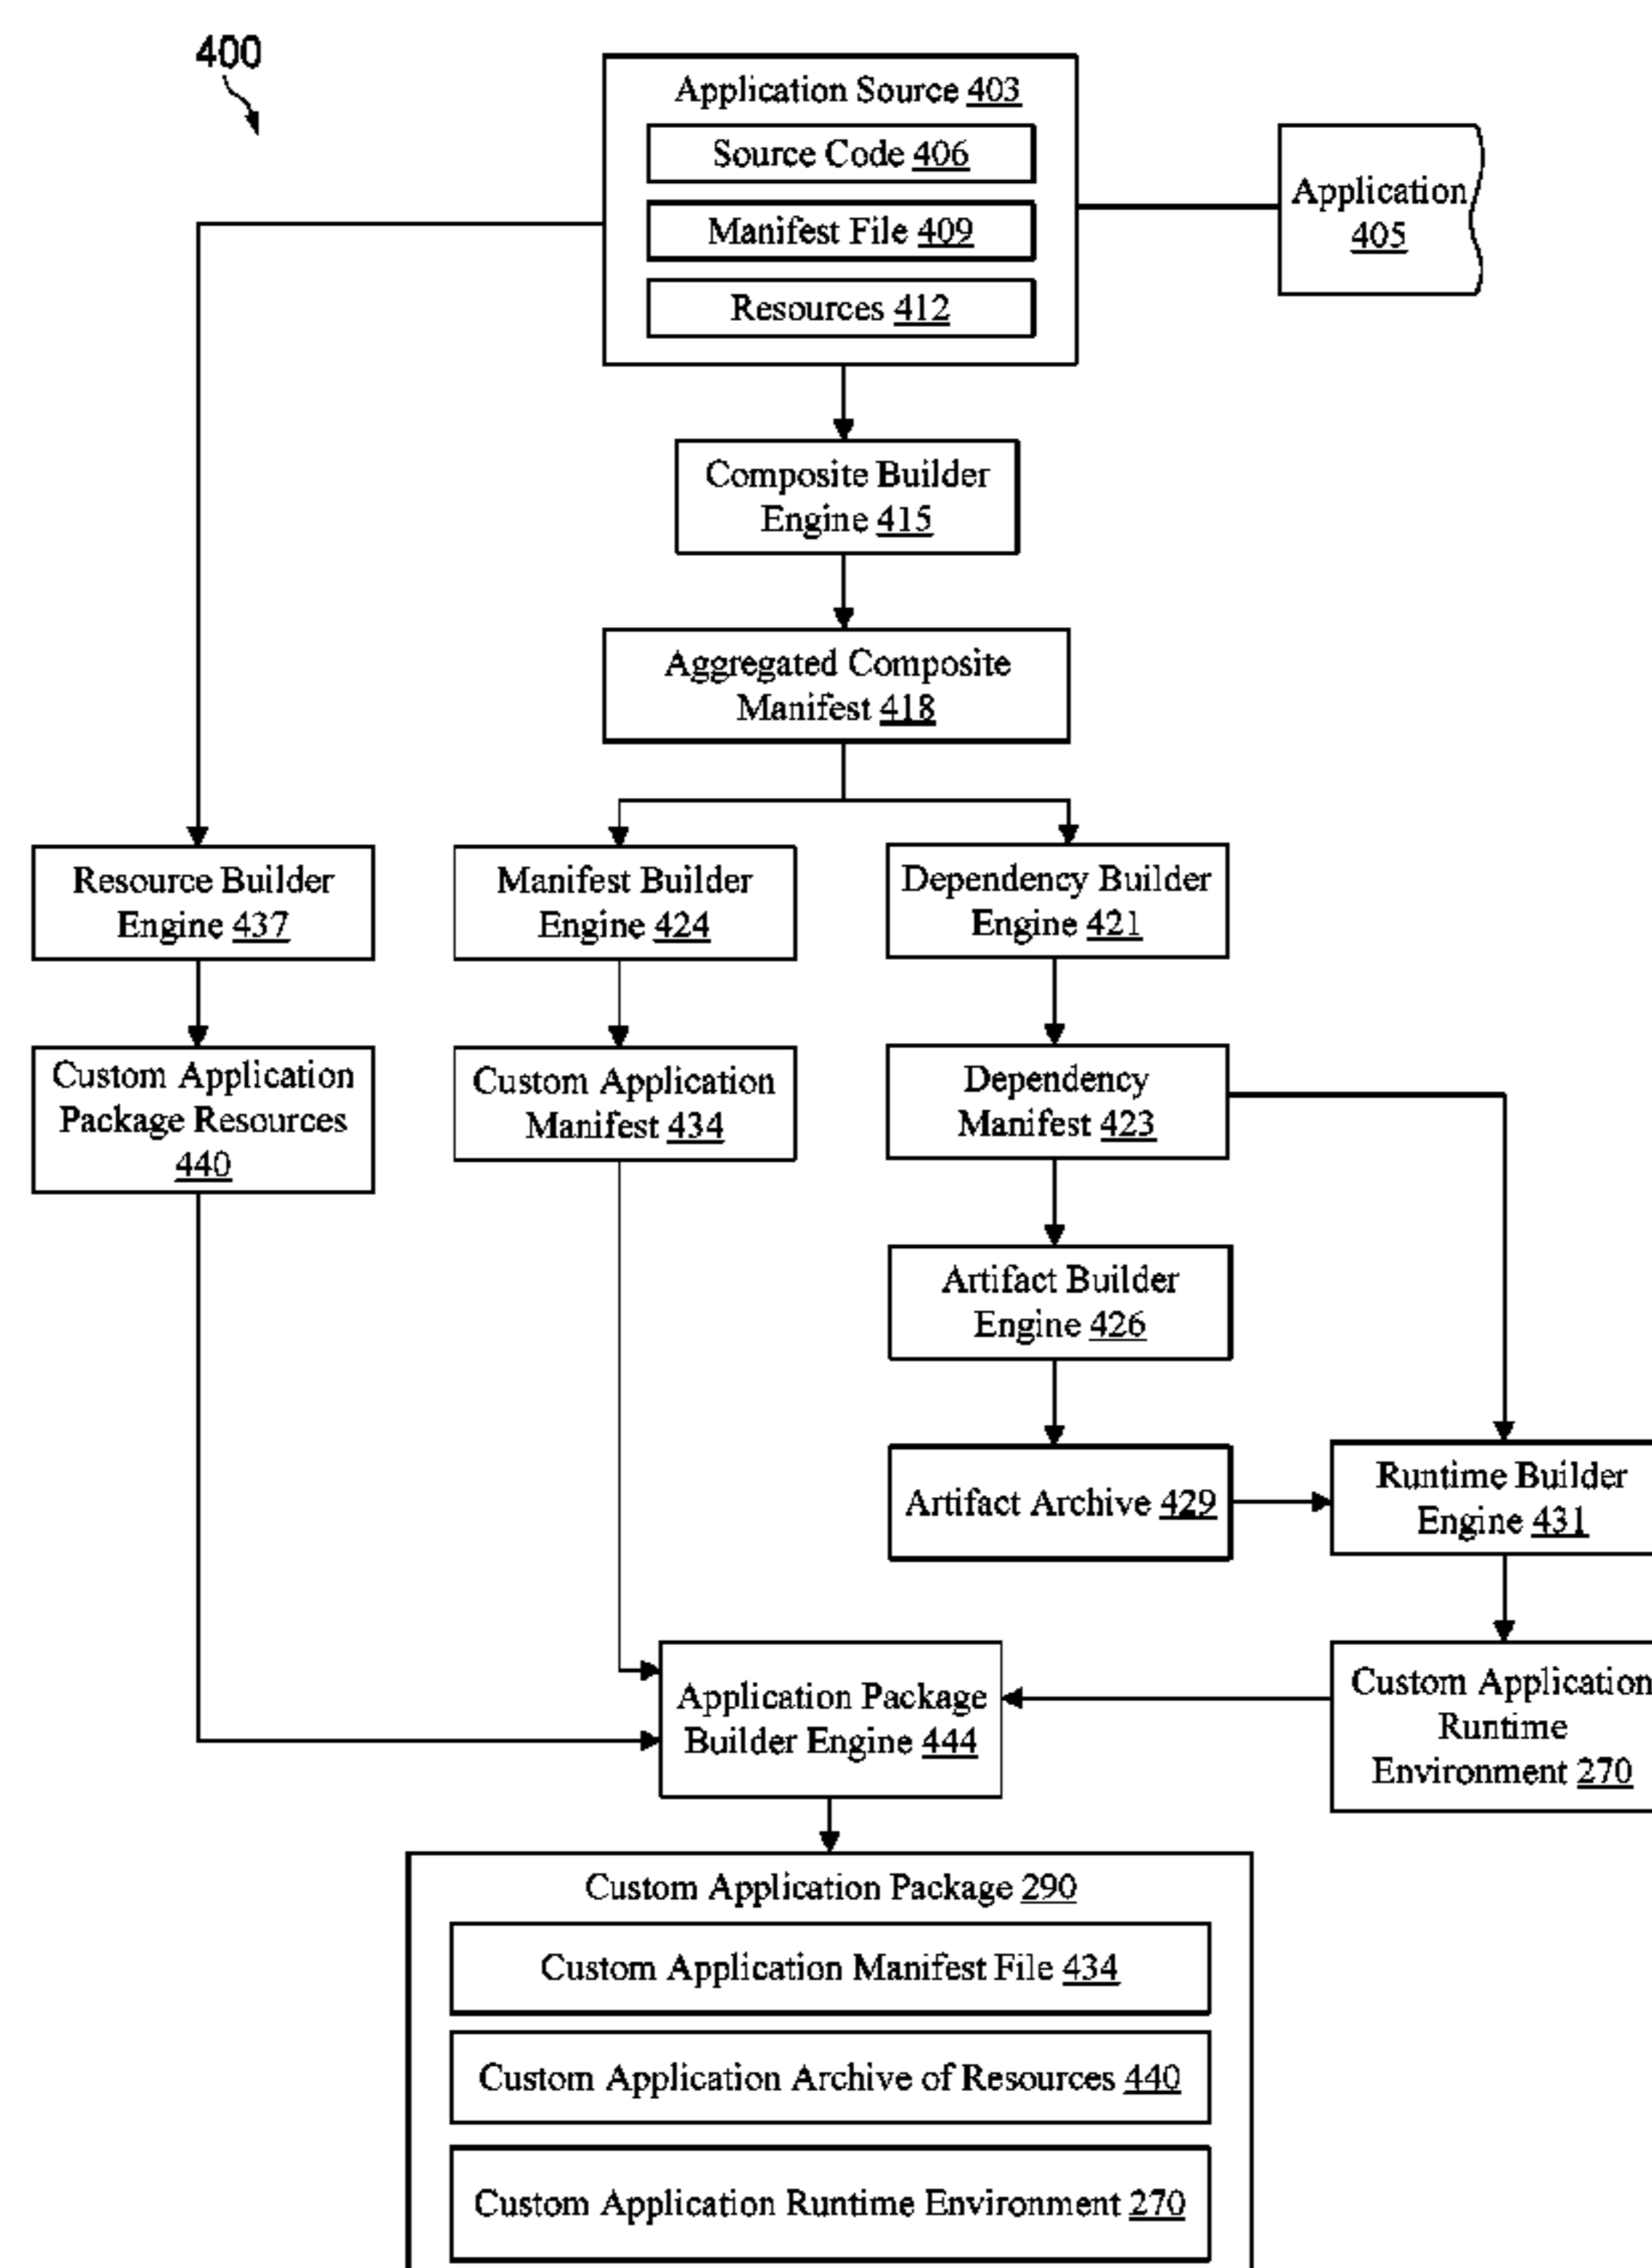 400
Application Source 403
Source Code 406
Manifest File 409
Resources 412
Application
405
Composite Builder
Engine 415
Aggregated Composite
Manifest 418
Resource Builder
Engine 437
Manifest Builder
Engine 424
Dependency Builder
Engine 421
Custom Application
Package Resources
440
Custom Application
Manifest 434
Dependency
Manifest 423
Artifact Builder
Engine 426
Artifact Archive 429
Runtime Builder
Engine 431
Application Package
Builder Engine 444
Custom Application
Runtime
Environment 270
Custom Application Package 290
Custom Application Manifest File 434
Custom Application Archive of Resources 440
Custom Application Runtime Environment 270